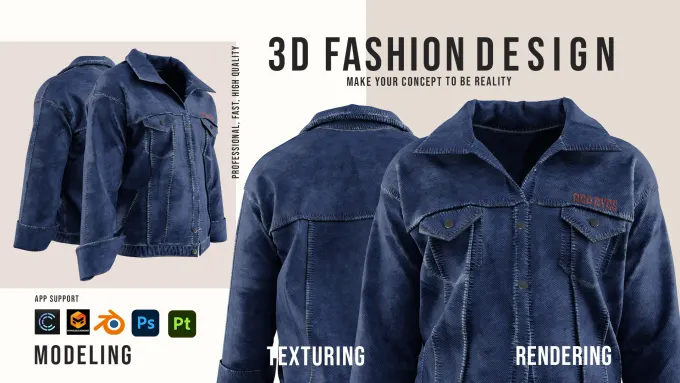 3D FASHION DESIGN
MAKE YOUR CONCEPT TO BE REALITY
PROFESSIONAL, FAST, HIGH QUALITY
APP SUPPORT
Ps
Pt
MODELING
TEXTURING
RENDERING